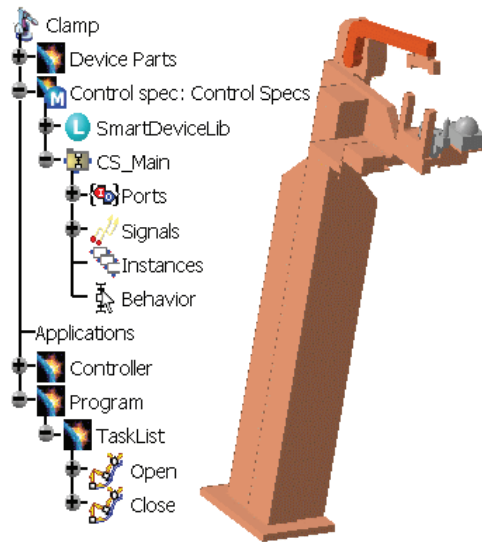 Clamp
Device Parts
Control spec: Control Specs
SmartDeviceLib
CS_Main
Ports
Signals
Instances
Behavior
Applications
Controller
Program
TaskList
Open
Close